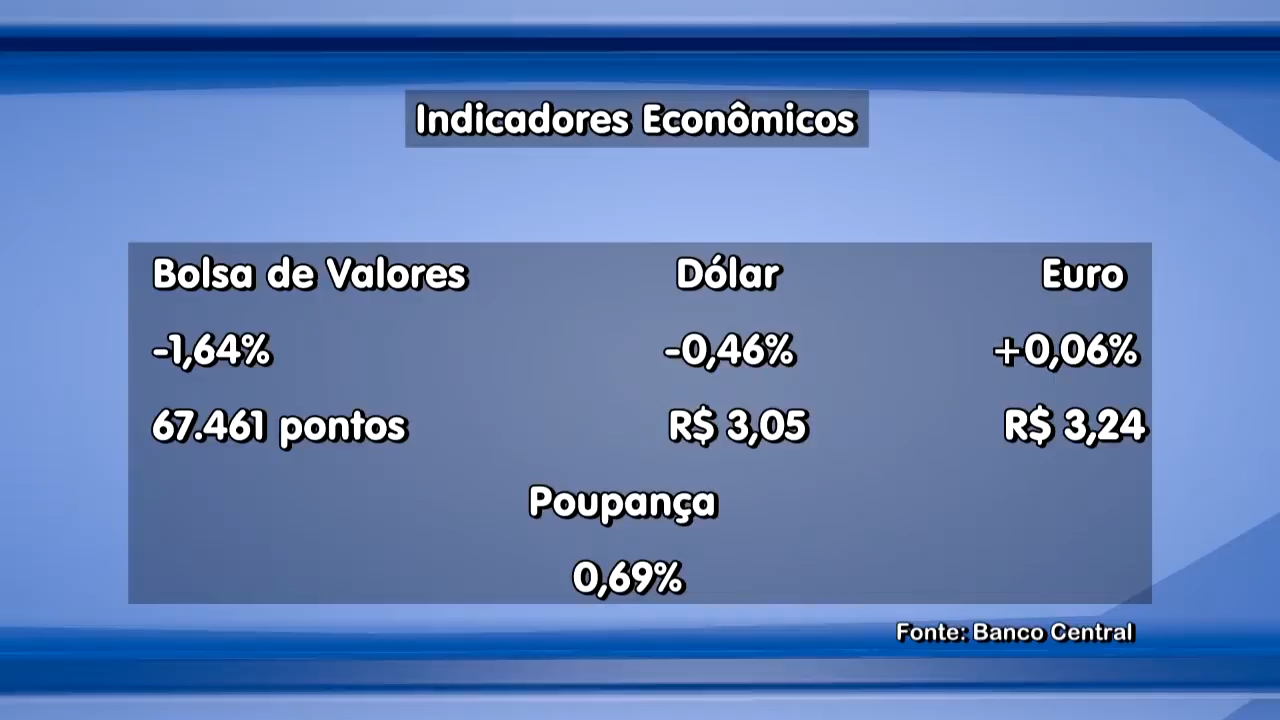 Indicadores Econômicos
Bolsa de Valores Dólar Euro
-1,64% -0,46% +0,06%
67.461 pontos R$ 3,05 R$ 3,24
Poupança
0,69%
Fonte: Banco Central